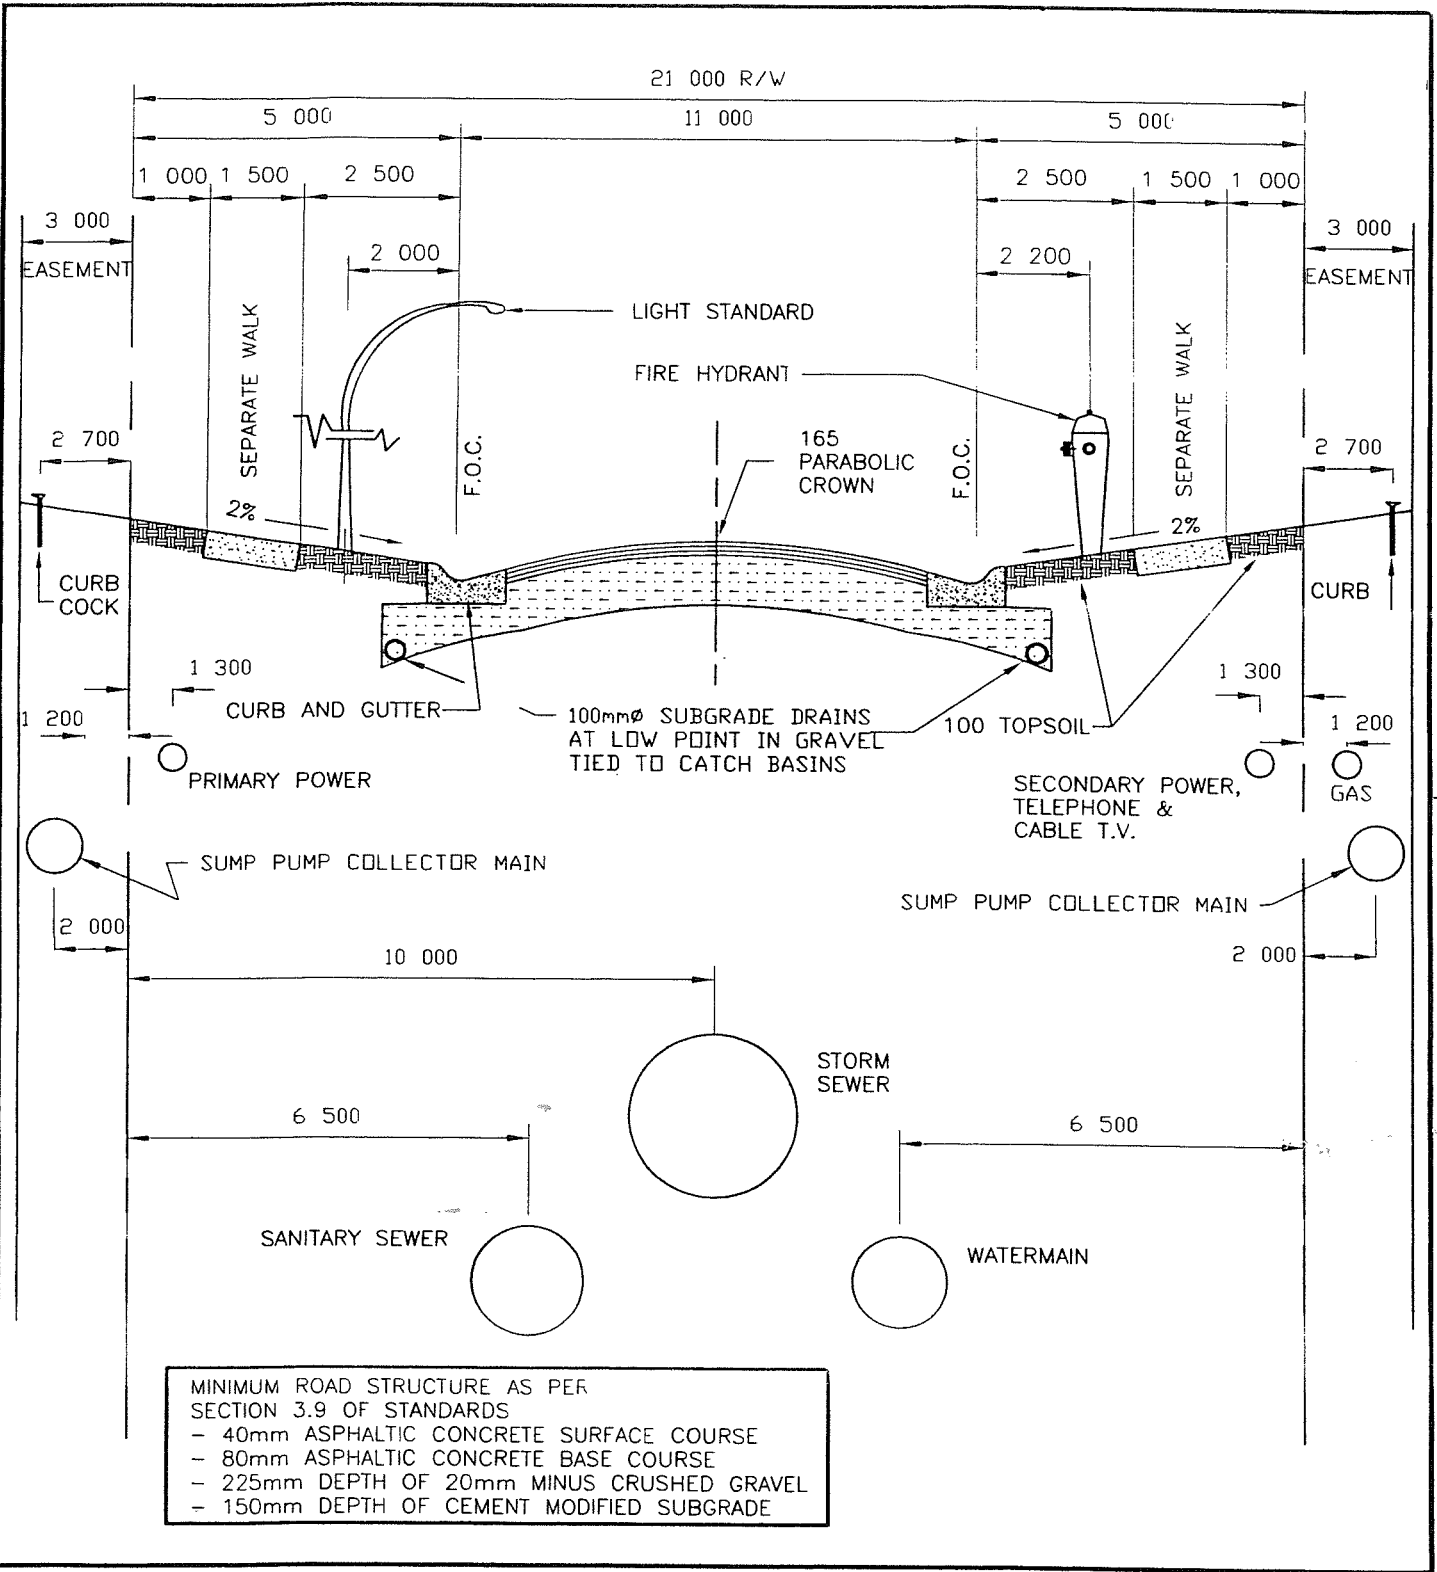 21 000 R/W
5 000
11 000
5 000
1 000
1 500
2 500
2 500
1 500
1 000
3 000
3 000
EASEMENT
2 000
2 200
EASEMENT
LIGHT STANDARD
SEPARATE WALK
SEPARATE WALK
FIRE HYDRANT
2 700
F.O.C.
165
PARABOLIC
CROWN
F.O.C.
2 700
2%
2%
CURB
COCK
CURB
1 300
CURB AND GUTTER
100mmø SUBGRADE DRAINS
AT LOW POINT IN GRAVEL
TIED TO CATCH BASINS
100 TOPSOIL
1 300
1 200
1 200
PRIMARY POWER
SECONDARY POWER,
TELEPHONE &
CABLE T.V.
GAS
SUMP PUMP COLLECTOR MAIN
SUMP PUMP COLLECTOR MAIN
2 000
10 000
2 000
STORM
SEWER
6 500
6 500
SANITARY SEWER
WATERMAIN
MINIMUM ROAD STRUCTURE AS PER
SECTION 3.9 OF STANDARDS
- 40mm ASPHALTIC CONCRETE SURFACE COURSE
- 80mm ASPHALTIC CONCRETE BASE COURSE
- 225mm DEPTH OF 20mm MINUS CRUSHED GRAVEL
- 150mm DEPTH OF CEMENT MODIFIED SUBGRADE